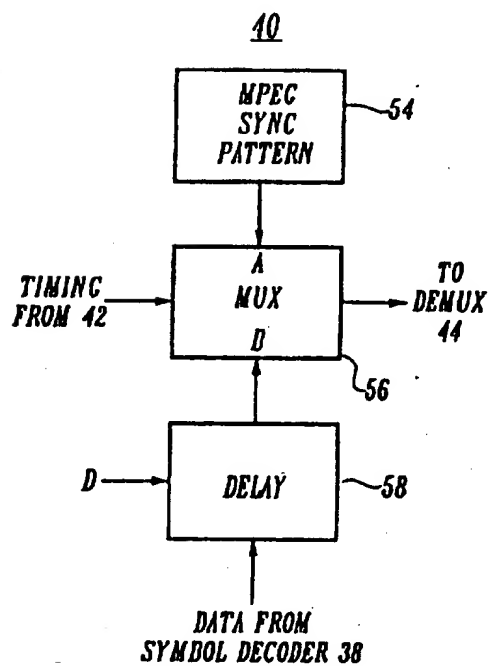 40
MPEG
SYNC
PATTERN
54
A
TIMING
FROM 42
MUX
TO
DEMUX
44
D
56
D
DELAY
58
DATA FROM
SYMBOL DECODER 38